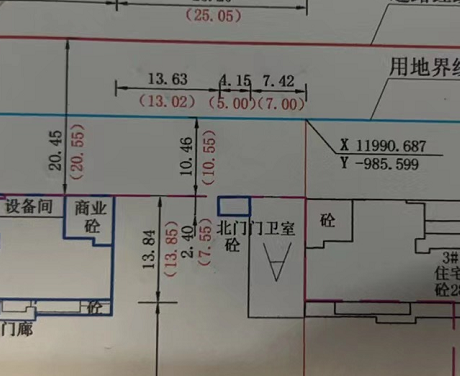 (25.05)
用地界线
13.63
4.15
7.42
(13.02)
(5.00)
(7.00)
X 11990.687
Y -985.599
20.45
(20.55)
10.46
(10.55)
设备间
商业
砼
北门门卫室
砼
砼
13.84
(13.85)
2.40
(7.55)
3#
住宅
砼
砼
门廊